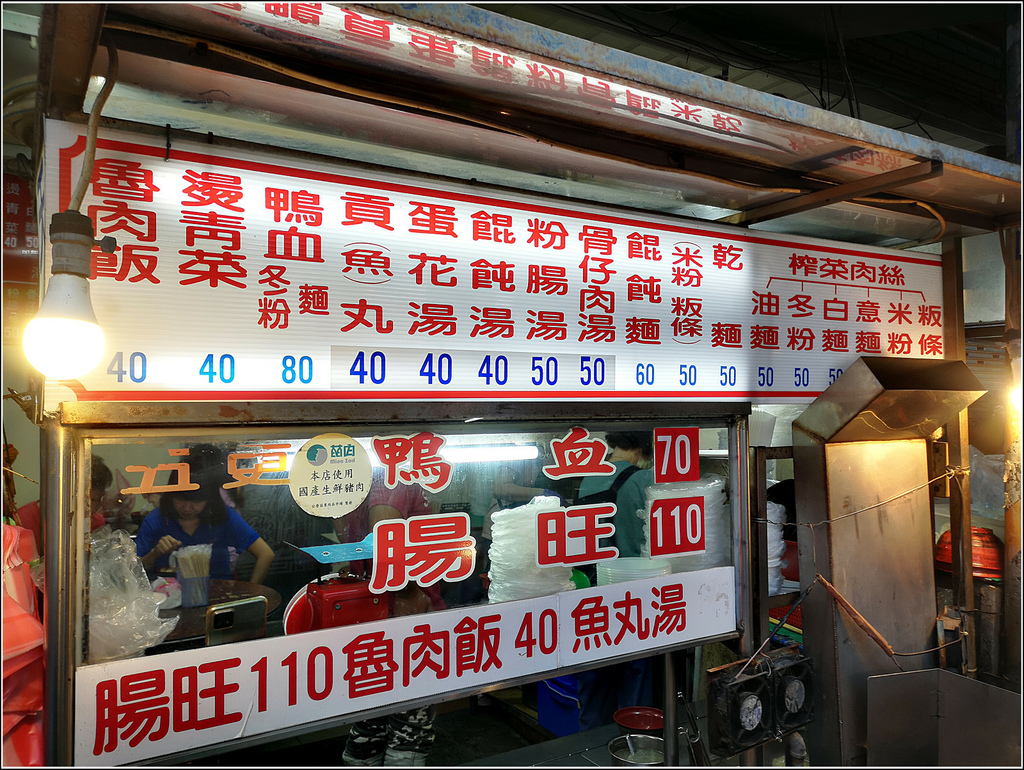 魯肉飯 40
燙青菜 40
鴨血冬粉 麵 80
貢(魚)丸 40
蛋花湯 40
餛飩湯 40
粉腸湯 50
骨仔肉湯 50
餛飩麵 60
米粉(粄條) 50
乾麵 50
榨菜肉絲
油麵 50
冬粉 50
白麵
意麵
米粉
粄條
五更
本店使用
國產生鮮豬肉
鴨血 70
腸旺 110
腸旺110魯肉飯40魚丸湯